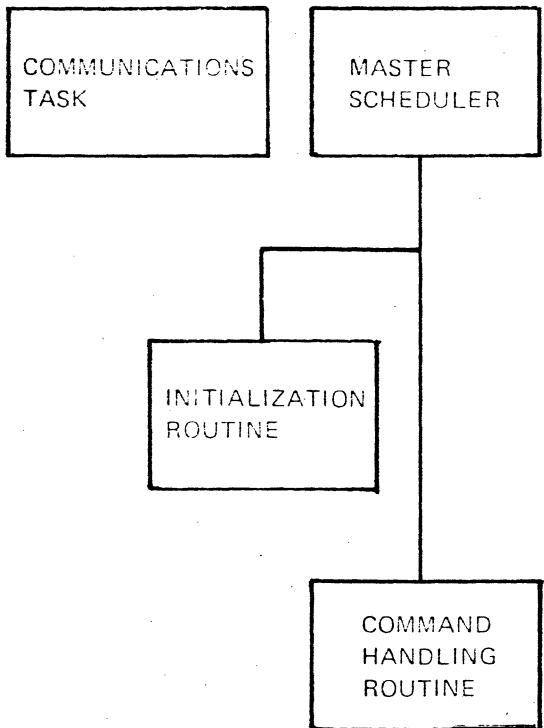 COMMUNICATIONS
TASK
MASTER
SCHEDULER
INITIALIZATION
ROUTINE
COMMAND
HANDLING
ROUTINE